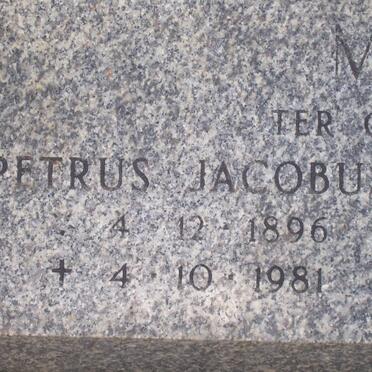 M
TER
PETRUS JACOBUS
4 · 12 · 1896
+ 4 · 10 · 1981